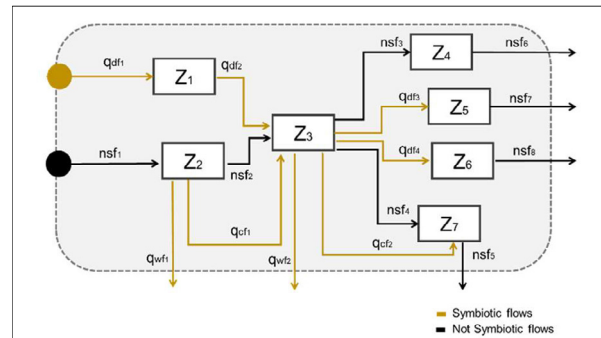 nsf3
Z4
nsf6
qdf1
Z1
qdf2
qdf3
Z5
nsf7
Z3
nsf1
Z2
nsf2
qdf4
Z6
nsf8
nsf4
Z7
qcf1
qcf2
nsf5
qwf1
qwf2
Symbiotic flows
Not Symbiotic flows